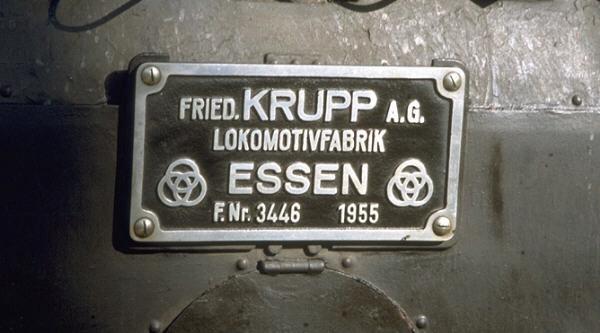 FRIED. KRUPP A.G.
LOKOMOTIVFABRIK
ESSEN
F.Nr. 3446 1955